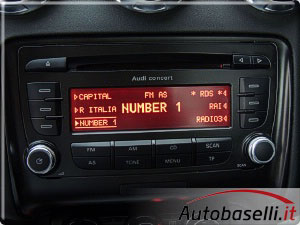 Audi concert
CAPITAL FM AS * RDS *
R ITALIA NUMBER 1 RAI
NUMBER 1 RADIO3
FM AM CD SCAN
AS TONE MENU TP
SCAN
Autobaselli.it